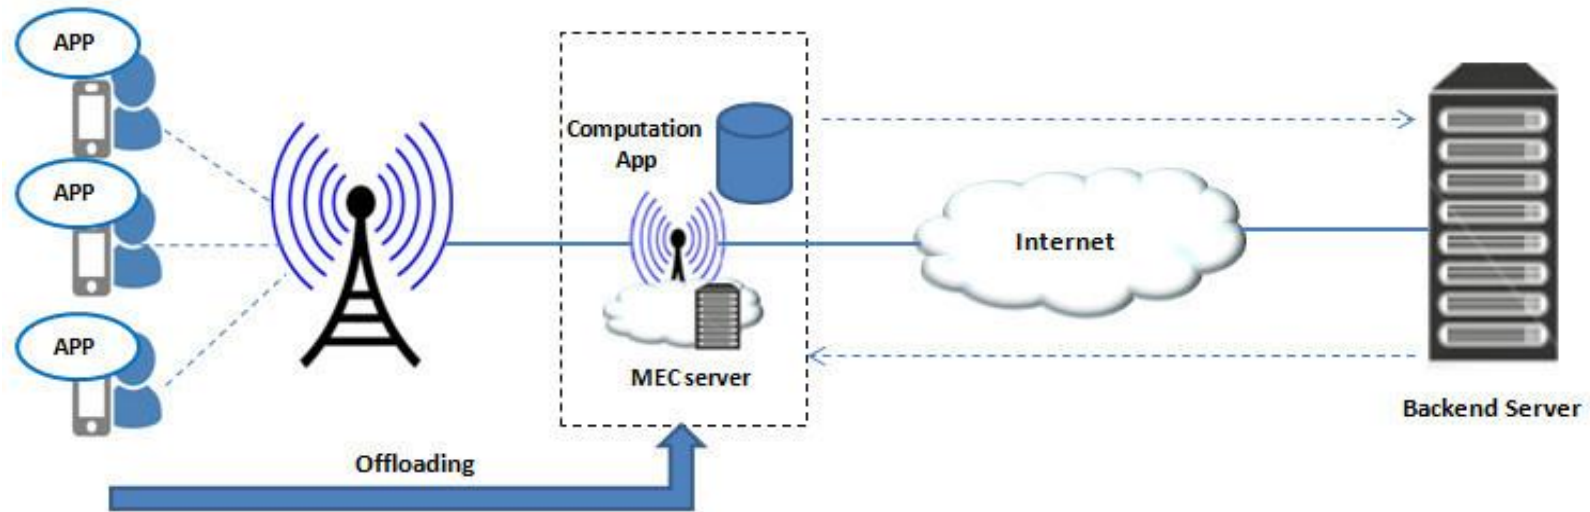 APP
APP
APP
Computation
App
MEC server
Internet
Backend Server
Offloading